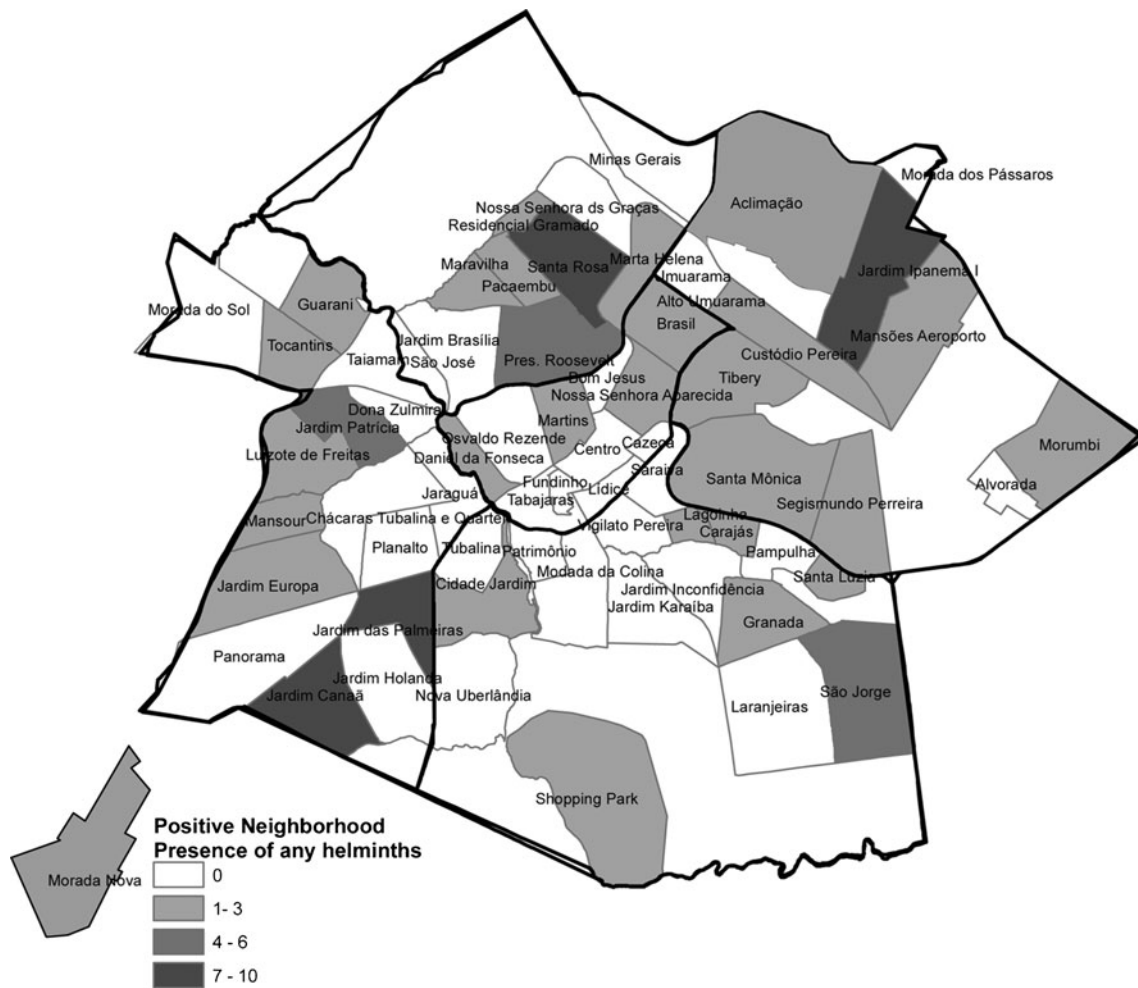 Minas Gerais
Morada dos Pássaros
Aclimação
Nossa Senhora ds Graças
Residencial Gramado
Marta Helena
Maravilha
Santa Rosa
Umuarama
Jardim Ipanema I
Pacaembu
Guarani
Alto Umuarama
Morada do Sol
Brasil
Mansões Aeroporto
Jardim Brasília
Tocantins
Custódio Pereira
Taiaman
São José
Pres. Roosevelt
Bom Jesus
Tibery
Nossa Senhora Aparecida
Dona Zulmira
Martins
Jardim Patrícia
Osvaldo Rezende
Cazeca
Morumbi
Luizote de Freitas
Daniel da Fonseca
Centro
Saraiva
Santa Mônica
Alvorada
Fundinho
Jaraguá
Tabajaras
Lidice
Segismundo Perreira
Lagoinha
Mansour
Chácaras Tubalina e Quartel
Vigilato Pereira
Carajás
Planalto
Tubalina
Patrimônio
Pampulha
Modada da Colina
Jardim Europa
Cidade Jardim
Jardim Inconfidência
Santa Luzia
Jardim Karaíba
Granada
Jardim das Palmeiras
Panorama
Jardim Holanda
Jardim Canaã
Nova Uberlândia
São Jorge
Laranjeiras
Shopping Park
Morada Nova
Positive Neighborhood
Presence of any helminths
0
1- 3
4 - 6
7 - 10